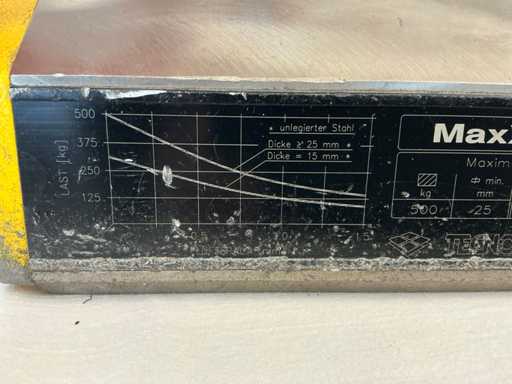 500
375
250
125
LAST [kg]
* unlegierter Stahl
Dicke ≥ 25 mm *
Dicke = 15 mm *
Max
Maxim
min.
kg
mm
500
25
TECNO